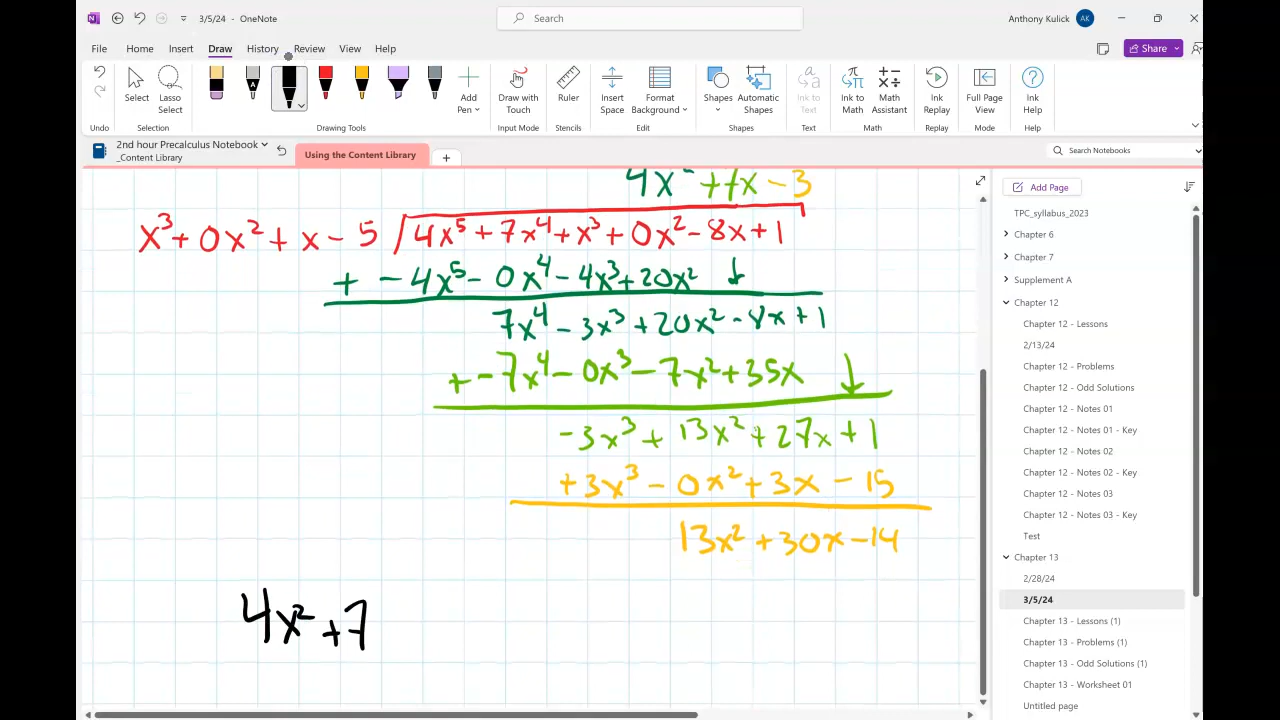 3/5/24 - OneNote
Search
Anthony Kulick
AK
File Home Insert Draw History Review View Help
Share
Undo
Select
Lasso Select
Add Pen
Draw with Touch
Ruler
Insert Space
Format Background
Shapes
Automatic Shapes
Ink to Text
Ink to Math
Math Assistant
Ink Replay
Full Page View
Ink Help
Undo Selection Drawing Tools Input Mode Stencils Edit Shapes Text Math Replay Mode Help
2nd hour Precalculus Notebook
_Content Library
Using the Content Library
+
Search Notebooks
4x² + 7x - 3
x³ + 0x² + x - 5 4x⁵ + 7x⁴ + x³ + 0x² - 8x + 1
+ - 4x⁵ - 0x⁴ - 4x³ + 20x² ↓
7x⁴ - 3x³ + 20x² - 8x + 1
+ - 7x⁴ - 0x³ - 7x² + 35x ↓
-3x³ + 13x² + 27x + 1
+ 3x³ - 0x² + 3x - 15
13x² + 30x - 14
4x² + 7
Add Page
TPC_syllabus_2023
Chapter 6
Chapter 7
Supplement A
Chapter 12
Chapter 12 - Lessons
2/13/24
Chapter 12 - Problems
Chapter 12 - Odd Solutions
Chapter 12 - Notes 01
Chapter 12 - Notes 01 - Key
Chapter 12 - Notes 02
Chapter 12 - Notes 02 - Key
Chapter 12 - Notes 03
Chapter 12 - Notes 03 - Key
Test
Chapter 13
2/28/24
3/5/24
Chapter 13 - Lessons (1)
Chapter 13 - Problems (1)
Chapter 13 - Odd Solutions (1)
Chapter 13 - Worksheet 01
Untitled page